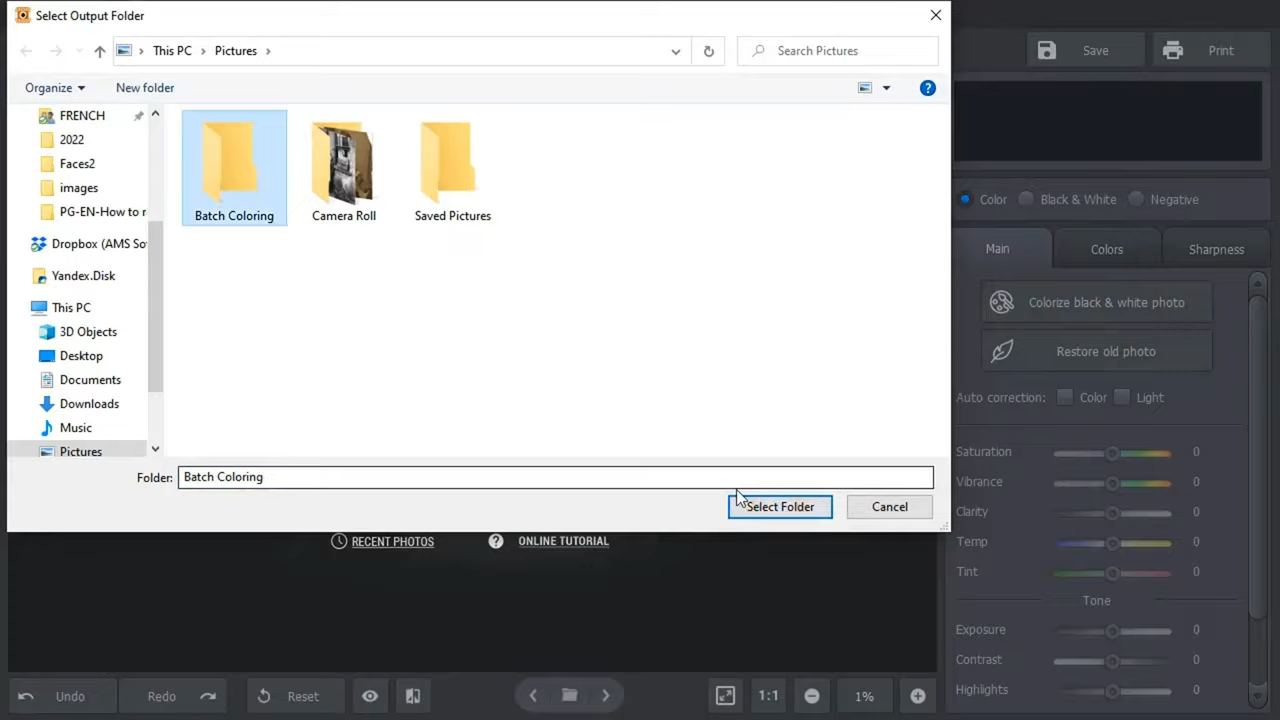 Select Output Folder
This PC
Pictures
Search Pictures
Save
Print
Organize
New folder
FRENCH
2022
Faces2
images
PG-EN-How to r
Dropbox (AMS So
Yandex.Disk
This PC
3D Objects
Desktop
Documents
Downloads
Music
Pictures
Batch Coloring
Camera Roll
Saved Pictures
Folder: Batch Coloring
Select Folder
Cancel
Color
Black & White
Negative
Main
Colors
Sharpness
Colorize black & white photo
Restore old photo
Auto correction: Color Light
Saturation 0
Vibrance 0
Clarity 0
Temp 0
Tint 0
Tone
Exposure 0
Contrast 0
Highlights 0
RECENT PHOTOS
? ONLINE TUTORIAL
Undo
Redo
Reset
1:1
1%